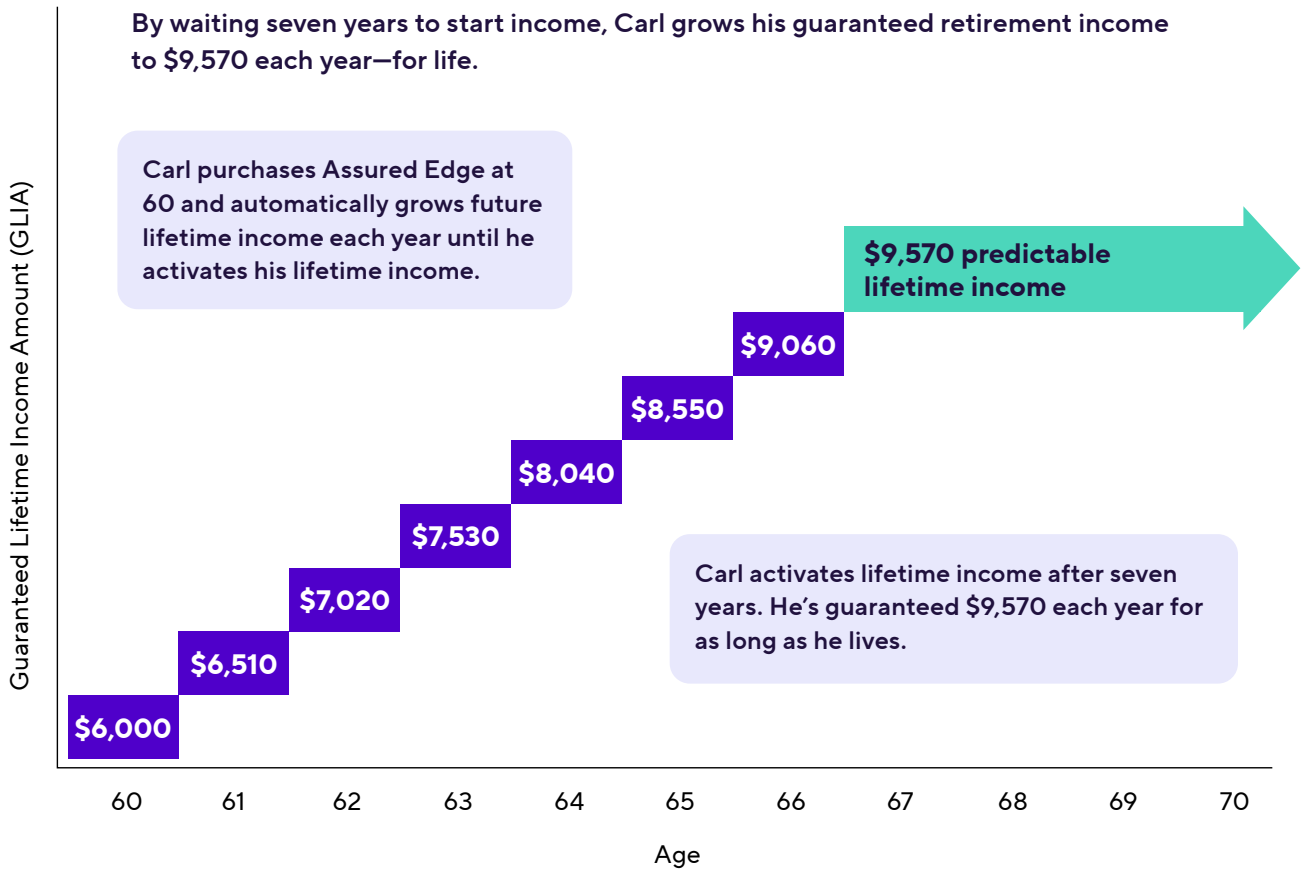 By waiting seven years to start income, Carl grows his guaranteed retirement income
to $9,570 each year—for life.
Carl purchases Assured Edge at
60 and automatically grows future
lifetime income each year until he
activates his lifetime income.
Guaranteed Lifetime Income Amount (GLIA)
$9,570 predictable
lifetime income
$9,060
$8,550
$8,040
$7,530
$7,020
$6,510
$6,000
Carl activates lifetime income after seven
years. He’s guaranteed $9,570 each year for
as long as he lives.
60 61 62 63 64 65 66 67 68 69 70
Age